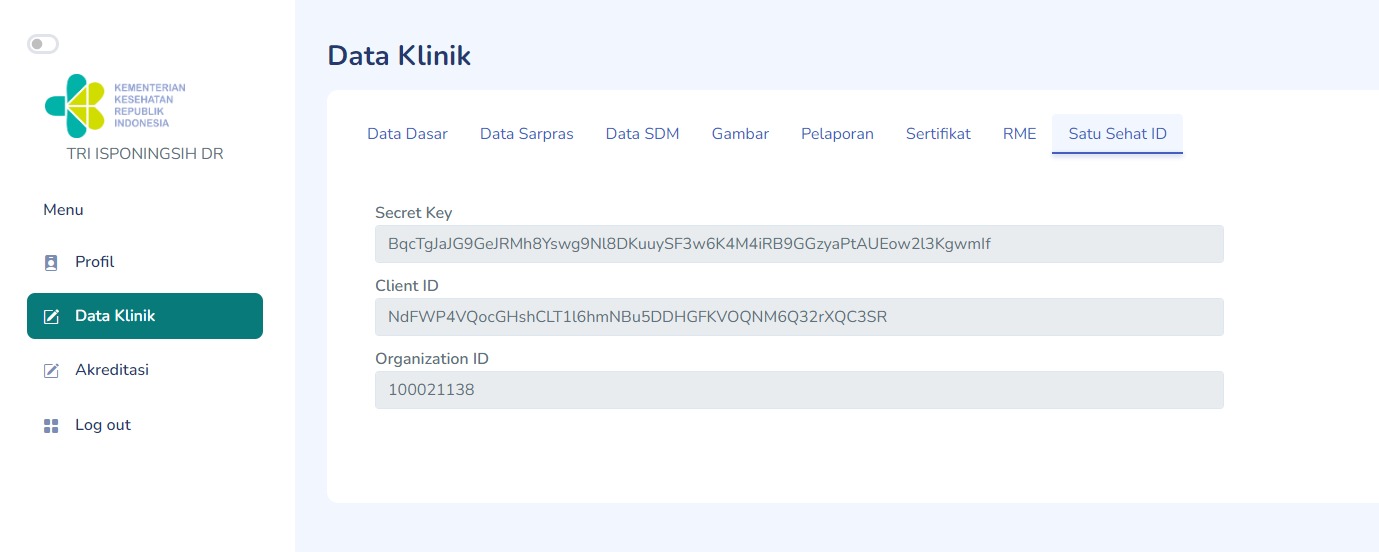 KEMENTERIAN
KESEHATAN
REPUBLIK
INDONESIA
TRI ISPONINGSIH DR
Menu
Profil
Data Klinik
Akreditasi
Log out
Data Klinik
Data Dasar Data Sarpras Data SDM Gambar Pelaporan Sertifikat RME Satu Sehat ID
Secret Key
BqcTgJaJG9GeJRMh8Yswg9Nl8DKuuySF3w6K4M4iRB9GGzyaPtAUEow2l3KgwmIf
Client ID
NdFWP4VQocGHshCLT1l6hmNBu5DDHGFKVOQNM6Q32rXQC3SR
Organization ID
100021138